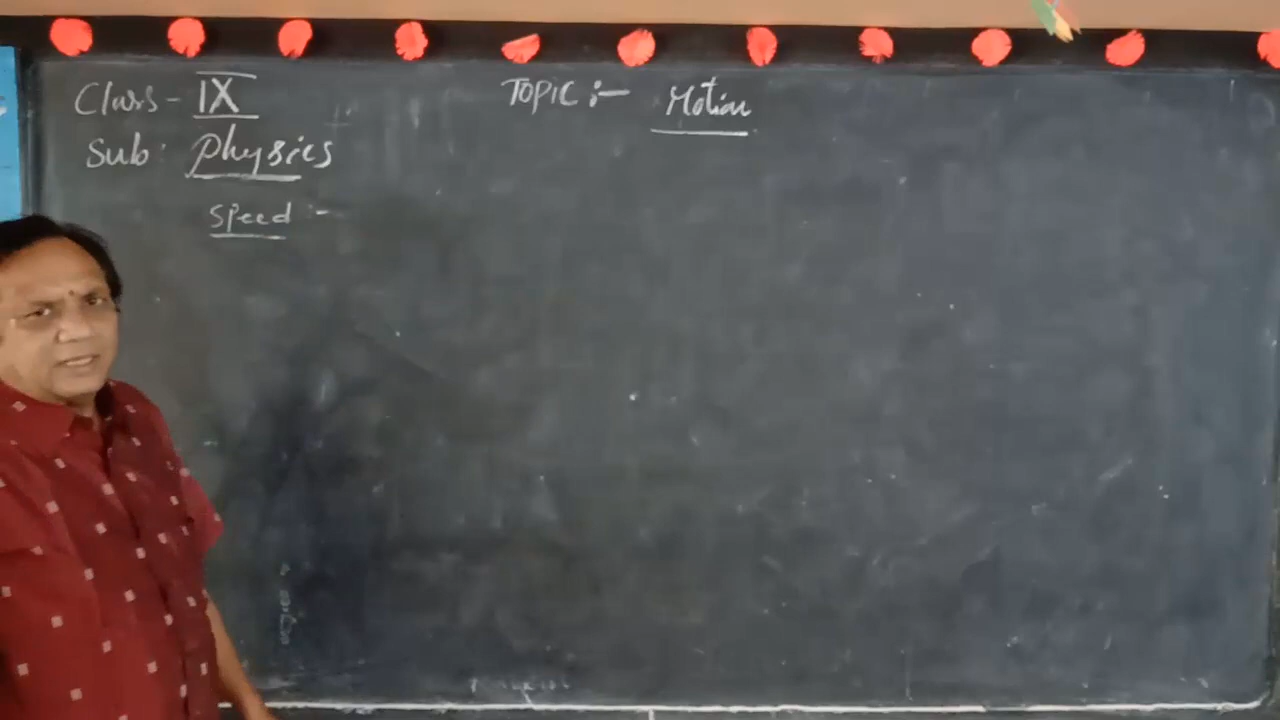 Class - IX
TOPIC :- Motion
Sub : Physics
Speed :-